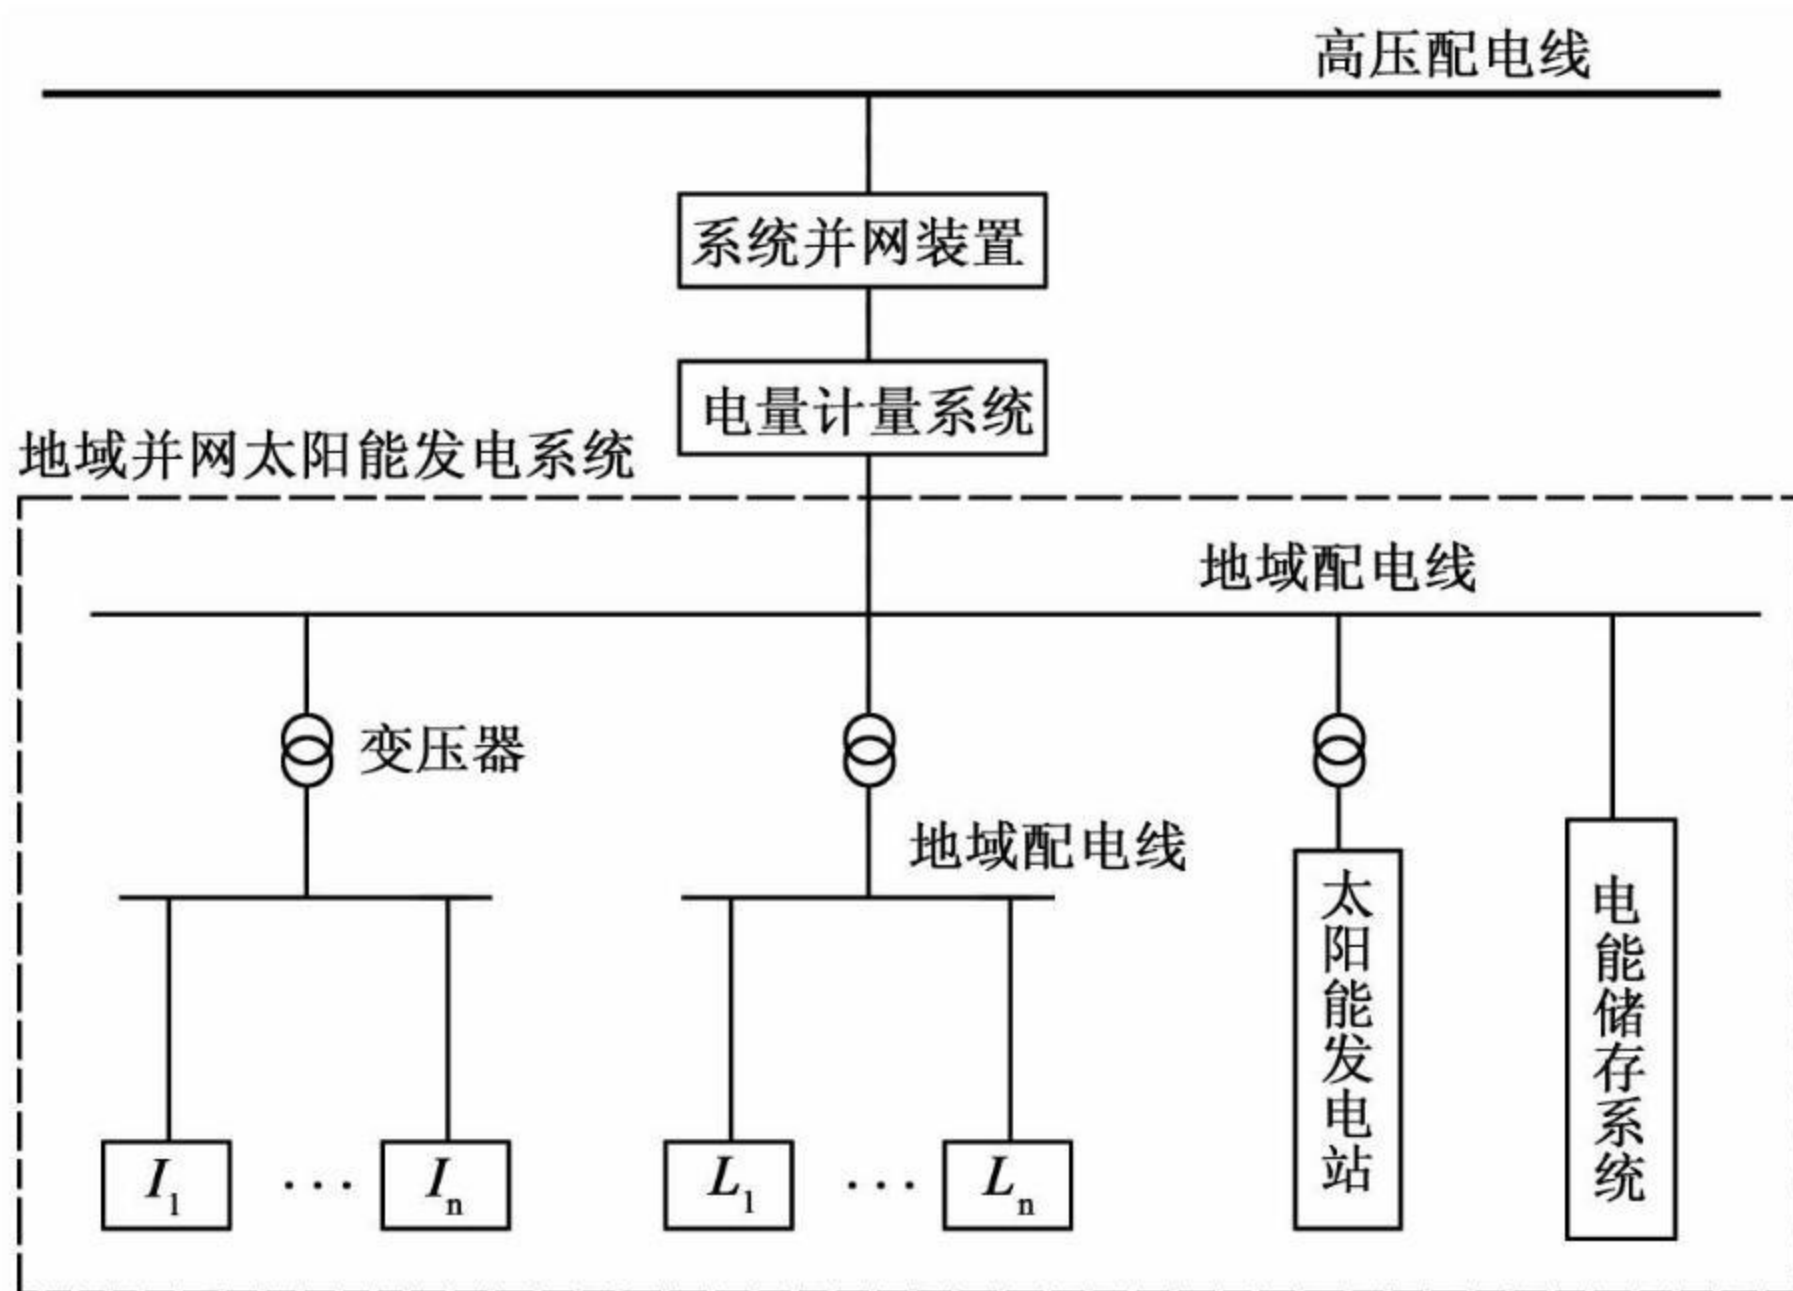 高压配电线
系统并网装置
电量计量系统
地域并网太阳能发电系统
地域配电线
变压器
地域配电线
太阳能发电站
电能储存系统
I₁ ··· Iₙ
L₁ ··· Lₙ